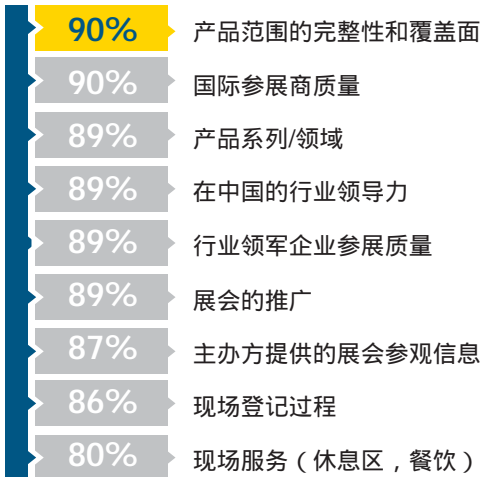 90% 产品范围的完整性和覆盖面
90% 国际参展商质量
89% 产品系列/领域
89% 在中国的行业领导力
89% 行业领军企业参展质量
89% 展会的推广
87% 主办方提供的展会参观信息
86% 现场登记过程
80% 现场服务（休息区，餐饮）